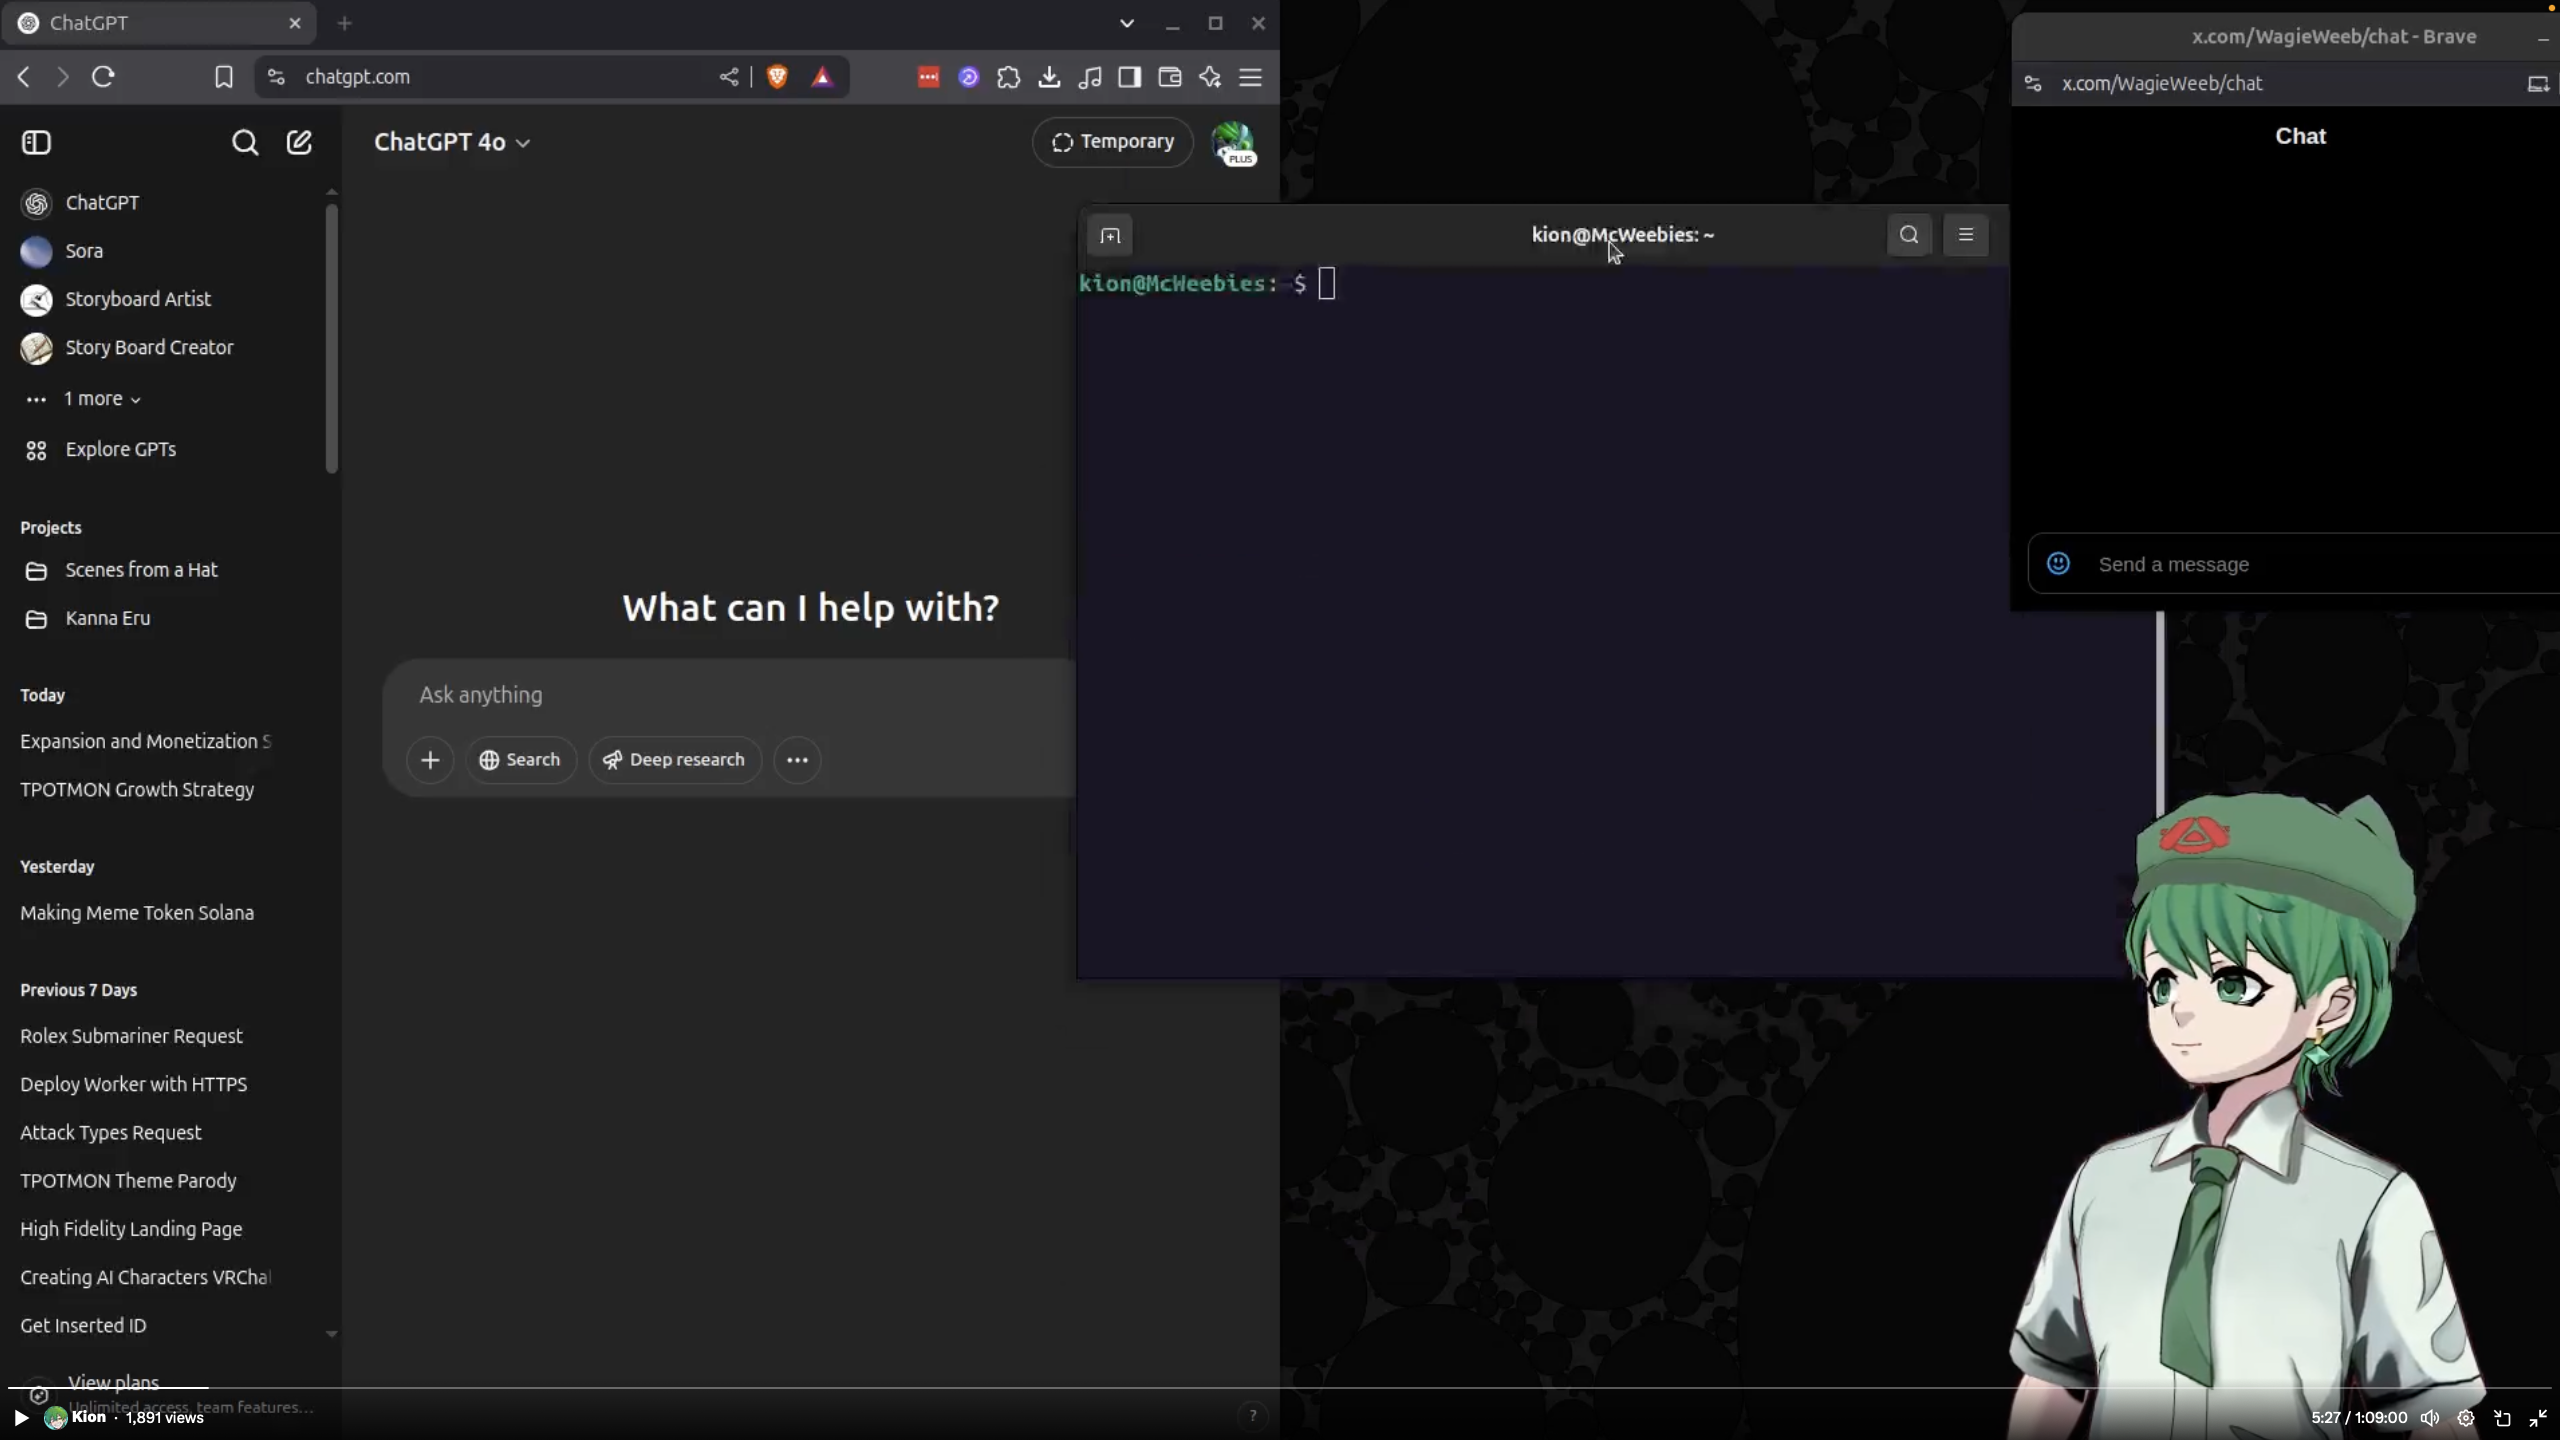 ChatGPT
chatgpt.com
ChatGPT
Sora
Storyboard Artist
Story Board Creator
1 more
Explore GPTs
Projects
Scenes from a Hat
Kanna Eru
Today
Expansion and Monetization S
TPOTMON Growth Strategy
Yesterday
Making Meme Token Solana
Previous 7 Days
Rolex Submariner Request
Deploy Worker with HTTPS
Attack Types Request
TPOTMON Theme Parody
High Fidelity Landing Page
Creating AI Characters VRCha
Get Inserted ID
View plans
Unlimited access, team features...
ChatGPT 4o
Temporary
PLUS
What can I help with?
Ask anything
Search
Deep research
kion@McWeebies: ~
kion@McWeebies:~$
x.com/WagieWeeb/chat - Brave
x.com/WagieWeeb/chat
Chat
Send a message
Kion · 1,891 views
?
5:27 / 1:09:00